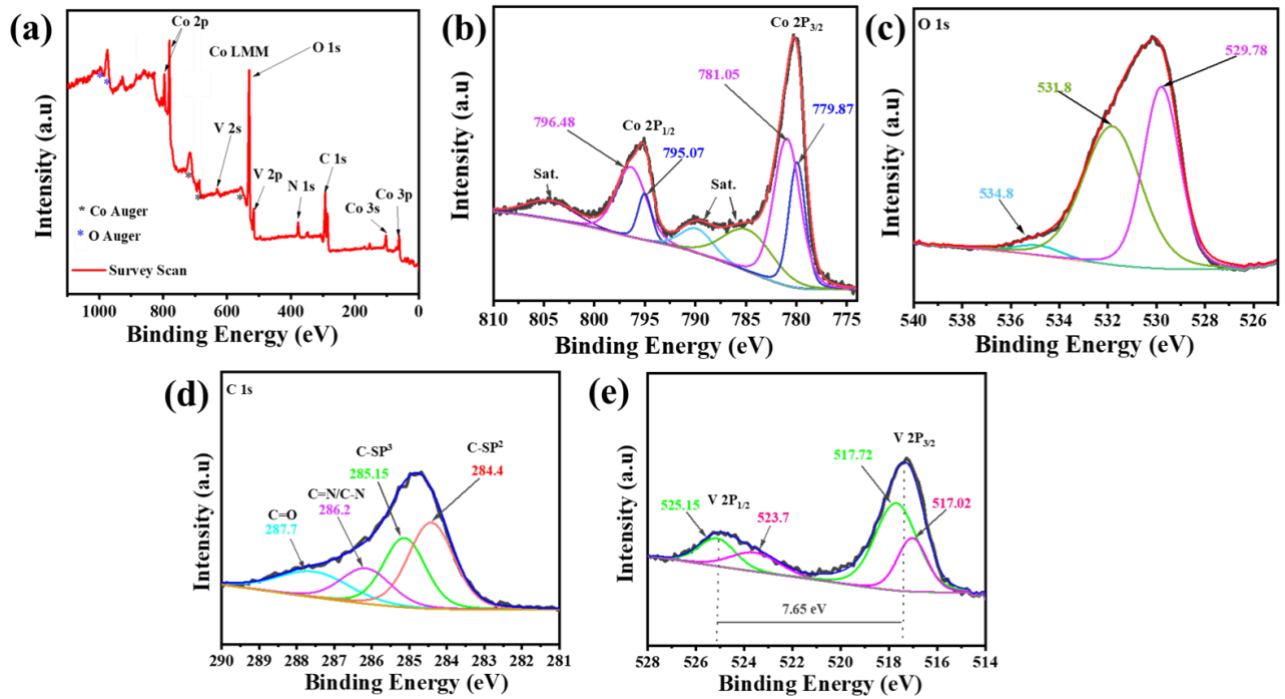 (a)
Co 2p
Co LMM
O 1s
V 2s
V 2p
N 1s
C 1s
Co 3s
Co 3p
* Co Auger
* O Auger
Survey Scan
Intensity (a.u)
1000 800 600 400 200 0
Binding Energy (eV)
(b)
Co 2P3/2
781.05
779.87
796.48
Co 2P1/2
795.07
Sat.
Sat.
Intensity (a.u)
810 805 800 795 790 785 780 775
Binding Energy (eV)
(c)
O 1s
529.78
531.8
534.8
Intensity (a.u)
540 538 536 534 532 530 528 526
Binding Energy (eV)
(d)
C 1s
C-SP3
285.15
C-SP2
284.4
C=N/C-N
286.2
C=O
287.7
Intensity (a.u)
290 289 288 287 286 285 284 283 282 281
Binding Energy (eV)
(e)
V 2P3/2
517.72
517.02
V 2P1/2
525.15
523.7
7.65 eV
Intensity (a.u)
528 526 524 522 520 518 516 514
Binding Energy (eV)